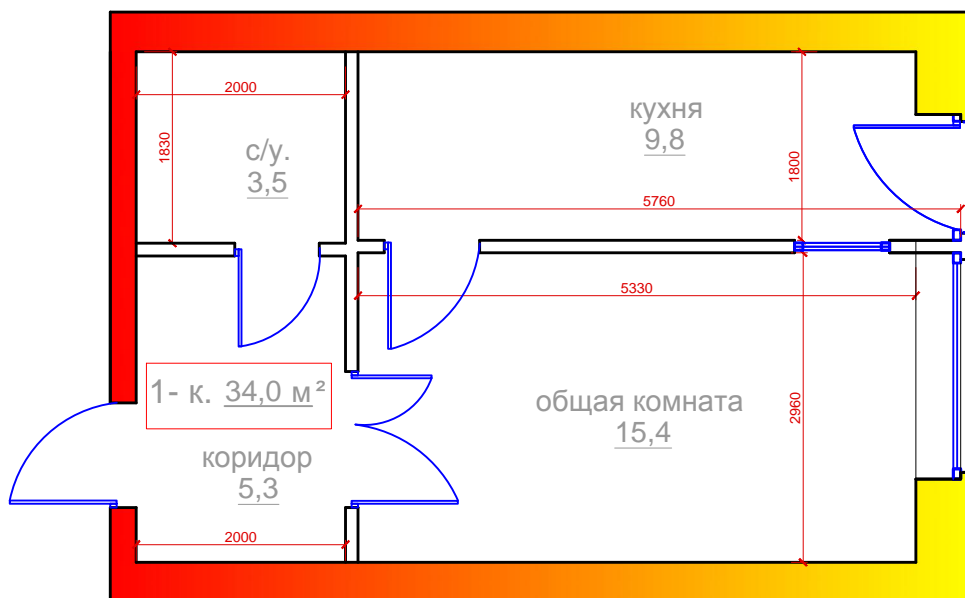 кухня
9,8
2000
с/у.
3,5
1830
1800
5760
5330
1- к. 34,0 м²
общая комната
15,4
2960
коридор
5,3
2000